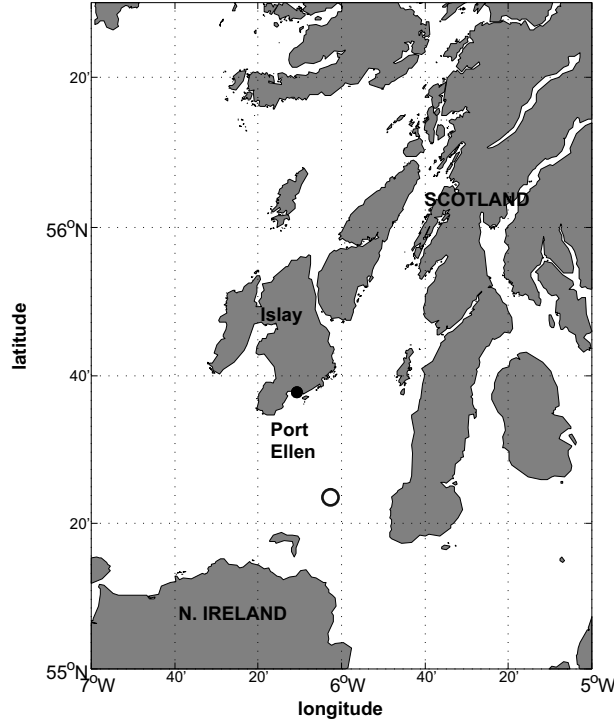 20'
SCOTLAND
56°N
Islay
latitude
40'
Port
Ellen
20'
N. IRELAND
55°N
7°W
40'
20'
6°W
40'
20'
5°W
longitude